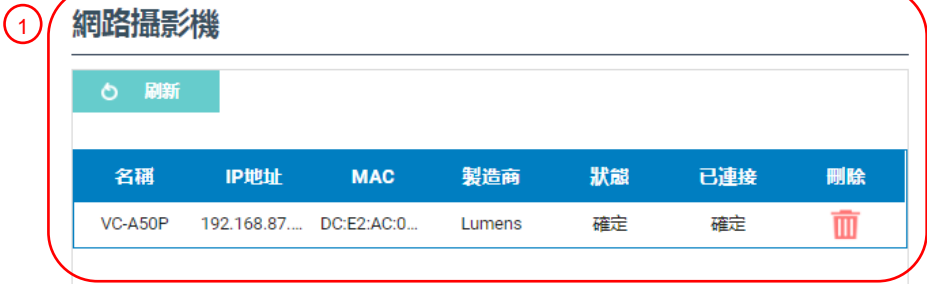 1
網路攝影機
刷新
名稱 IP地址 MAC 製造商 狀態 已連接 刪除
VC-A50P 192.168.87.... DC:E2:AC:0... Lumens 確定 確定